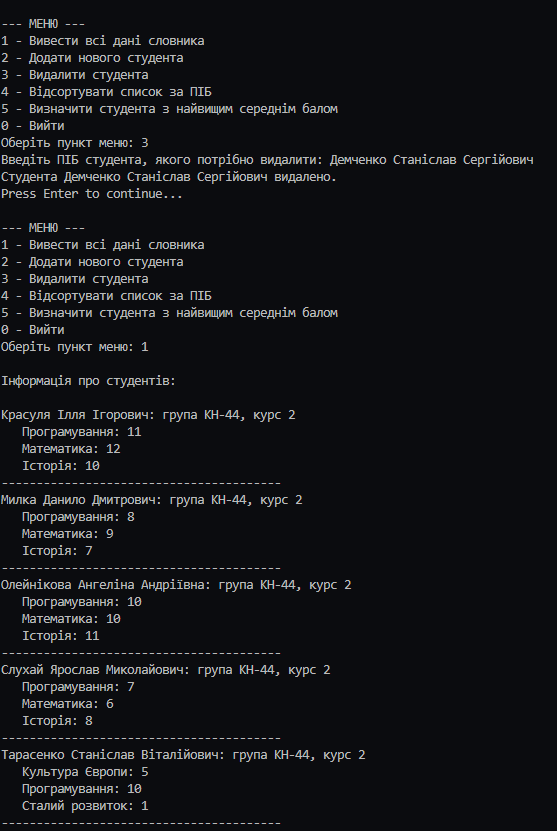 --- МЕНЮ ---
1 - Вивести всі дані словника
2 - Додати нового студента
3 - Видалити студента
4 - Відсортувати список за ПІБ
5 - Визначити студента з найвищим середнім балом
0 - Вийти
Оберіть пункт меню: 3
Введіть ПІБ студента, якого потрібно видалити: Демченко Станіслав Сергійович
Студента Демченко Станіслав Сергійович видалено.
Press Enter to continue...
--- МЕНЮ ---
1 - Вивести всі дані словника
2 - Додати нового студента
3 - Видалити студента
4 - Відсортувати список за ПІБ
5 - Визначити студента з найвищим середнім балом
0 - Вийти
Оберіть пункт меню: 1
Інформація про студентів:
Красуля Ілля Ігорович: група КН-44, курс 2
Програмування: 11
Математика: 12
Історія: 10
----------------------------------------
Милка Данило Дмитрович: група КН-44, курс 2
Програмування: 8
Математика: 9
Історія: 7
----------------------------------------
Олейнікова Ангеліна Андріївна: група КН-44, курс 2
Програмування: 10
Математика: 10
Історія: 11
----------------------------------------
Слухай Ярослав Миколайович: група КН-44, курс 2
Програмування: 7
Математика: 6
Історія: 8
----------------------------------------
Тарасенко Станіслав Віталійович: група КН-44, курс 2
Культура Європи: 5
Програмування: 10
Сталий розвиток: 1
----------------------------------------